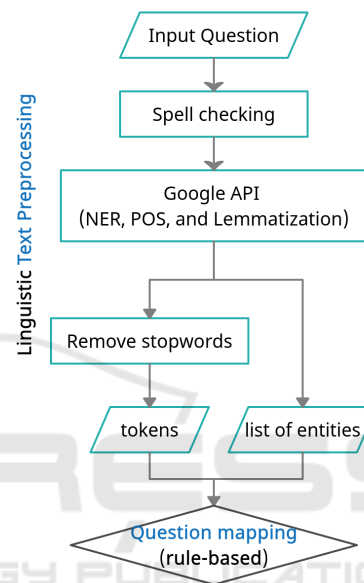 Input Question
Spell checking
Google API
(NER, POS, and Lemmatization)
Linguistic Text Preprocessing
Remove stopwords
tokens
list of entities
Question mapping
(rule-based)